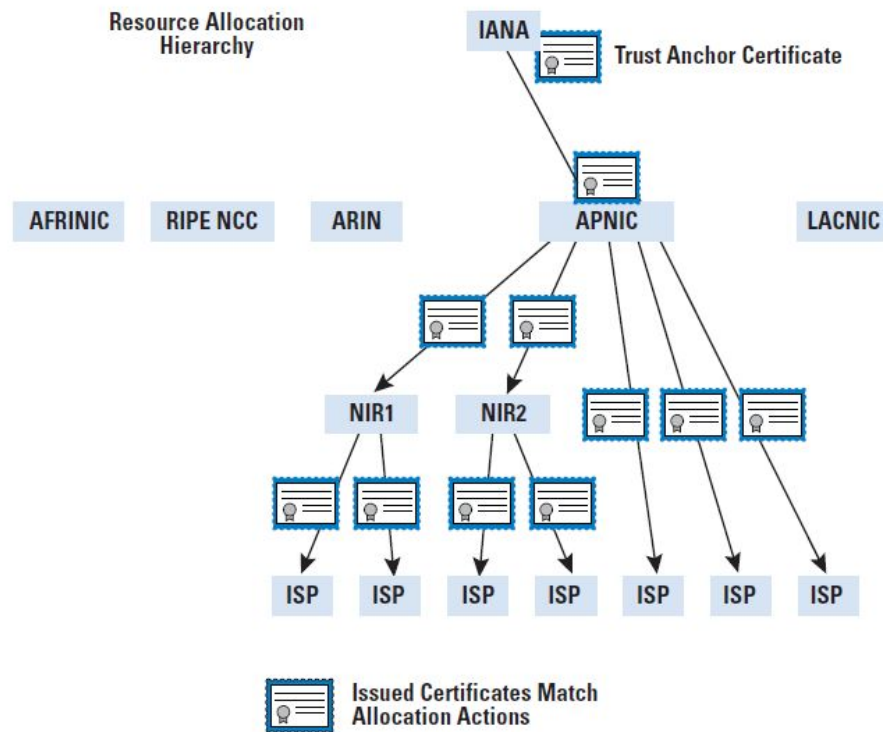 Resource Allocation
Hierarchy
IANA
Trust Anchor Certificate
AFRINIC
RIPE NCC
ARIN
APNIC
LACNIC
NIR1
NIR2
ISP
ISP
ISP
ISP
ISP
ISP
ISP
Issued Certificates Match
Allocation Actions